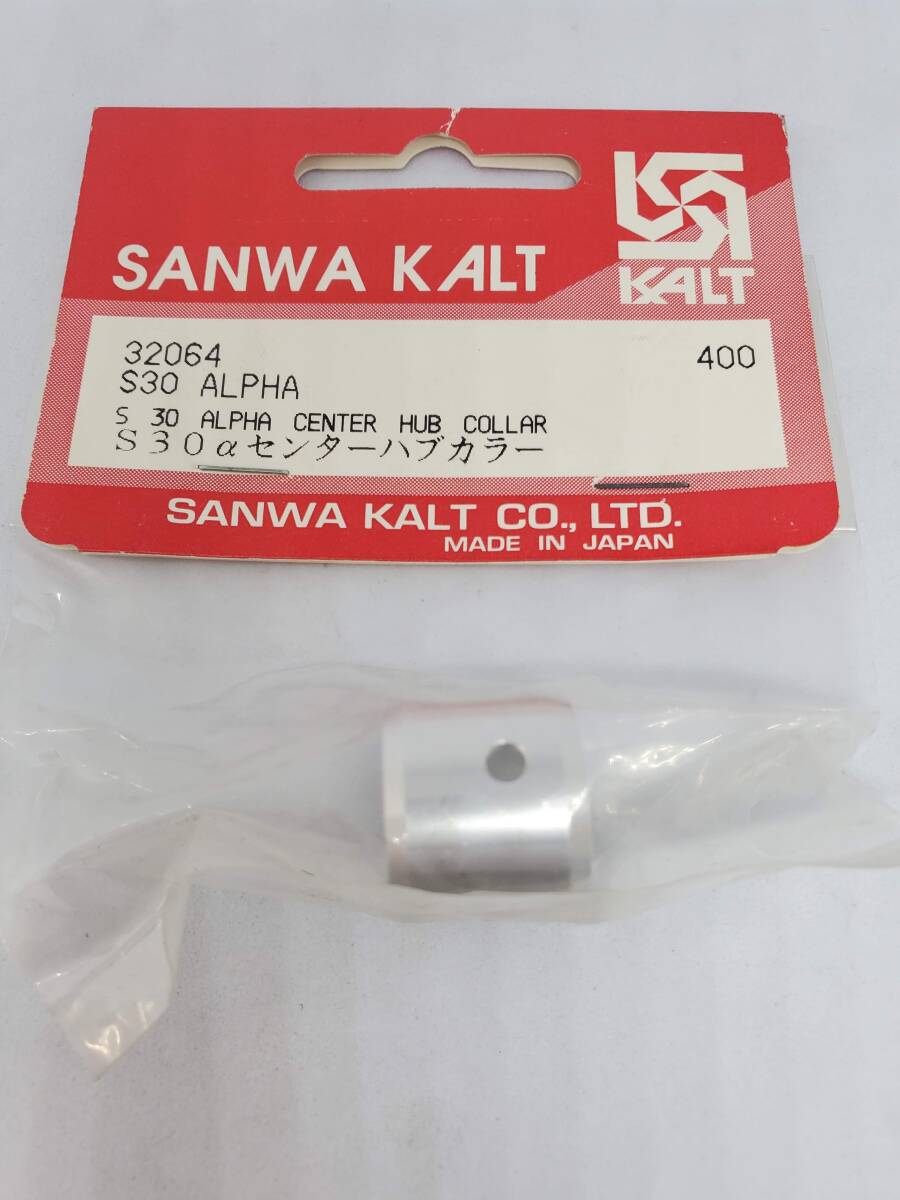 SANWA KALT
KALT
32064 400
S30 ALPHA
S 30 ALPHA CENTER HUB COLLAR
S30αセンターハブカラー
SANWA KALT CO., LTD.
MADE IN JAPAN